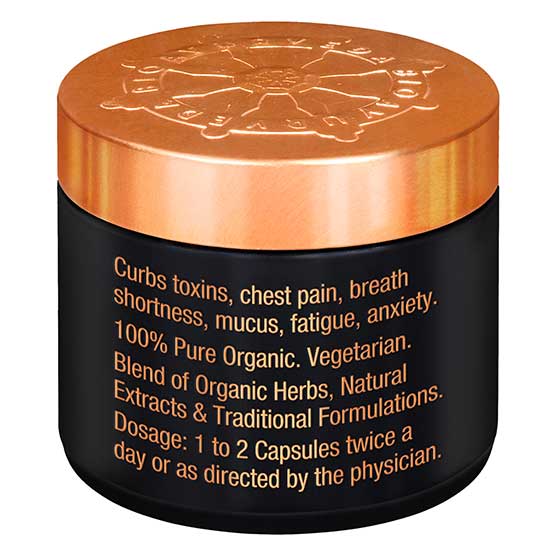 Curbs toxins, chest pain, breath
shortness, mucus, fatigue, anxiety.
100% Pure Organic. Vegetarian.
Blend of Organic Herbs, Natural
Extracts & Traditional Formulations.
Dosage: 1 to 2 Capsules twice a
day or as directed by the physician.